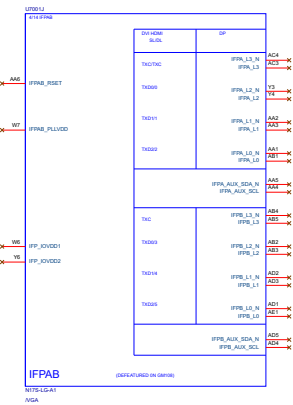 U7001J
4/14 IFPAB
DVI-HDMI DP
SL/DL
TXC/TXC IFPA_L3_N AC4
IFPA_L3 AC3
AA6 IFPAB_RSET TXD0/0 IFPA_L2_N Y3
IFPA_L2 Y4
W7 IFPAB_PLLVDD TXD1/1 IFPA_L1_N AA2
IFPA_L1 AA3
TXD2/2 IFPA_L0_N AA1
IFPA_L0 AB1
IFPA_AUX_SDA_N AA5
IFPA_AUX_SCL AA4
TXC IFPB_L3_N AB4
IFPB_L3 AB5
W6 IFP_IOVDD1 TXD0/3 IFPB_L2_N AB2
Y6 IFP_IOVDD2 IFPB_L2 AB3
TXD1/4 IFPB_L1_N AD2
IFPB_L1 AD3
TXD2/5 IFPB_L0_N AD1
IFPB_L0 AE1
IFPB_AUX_SDA_N AD5
IFPB_AUX_SCL AD4
IFPAB (DEFEATURED ON GM108)
N17S-LG-A1
/VGA